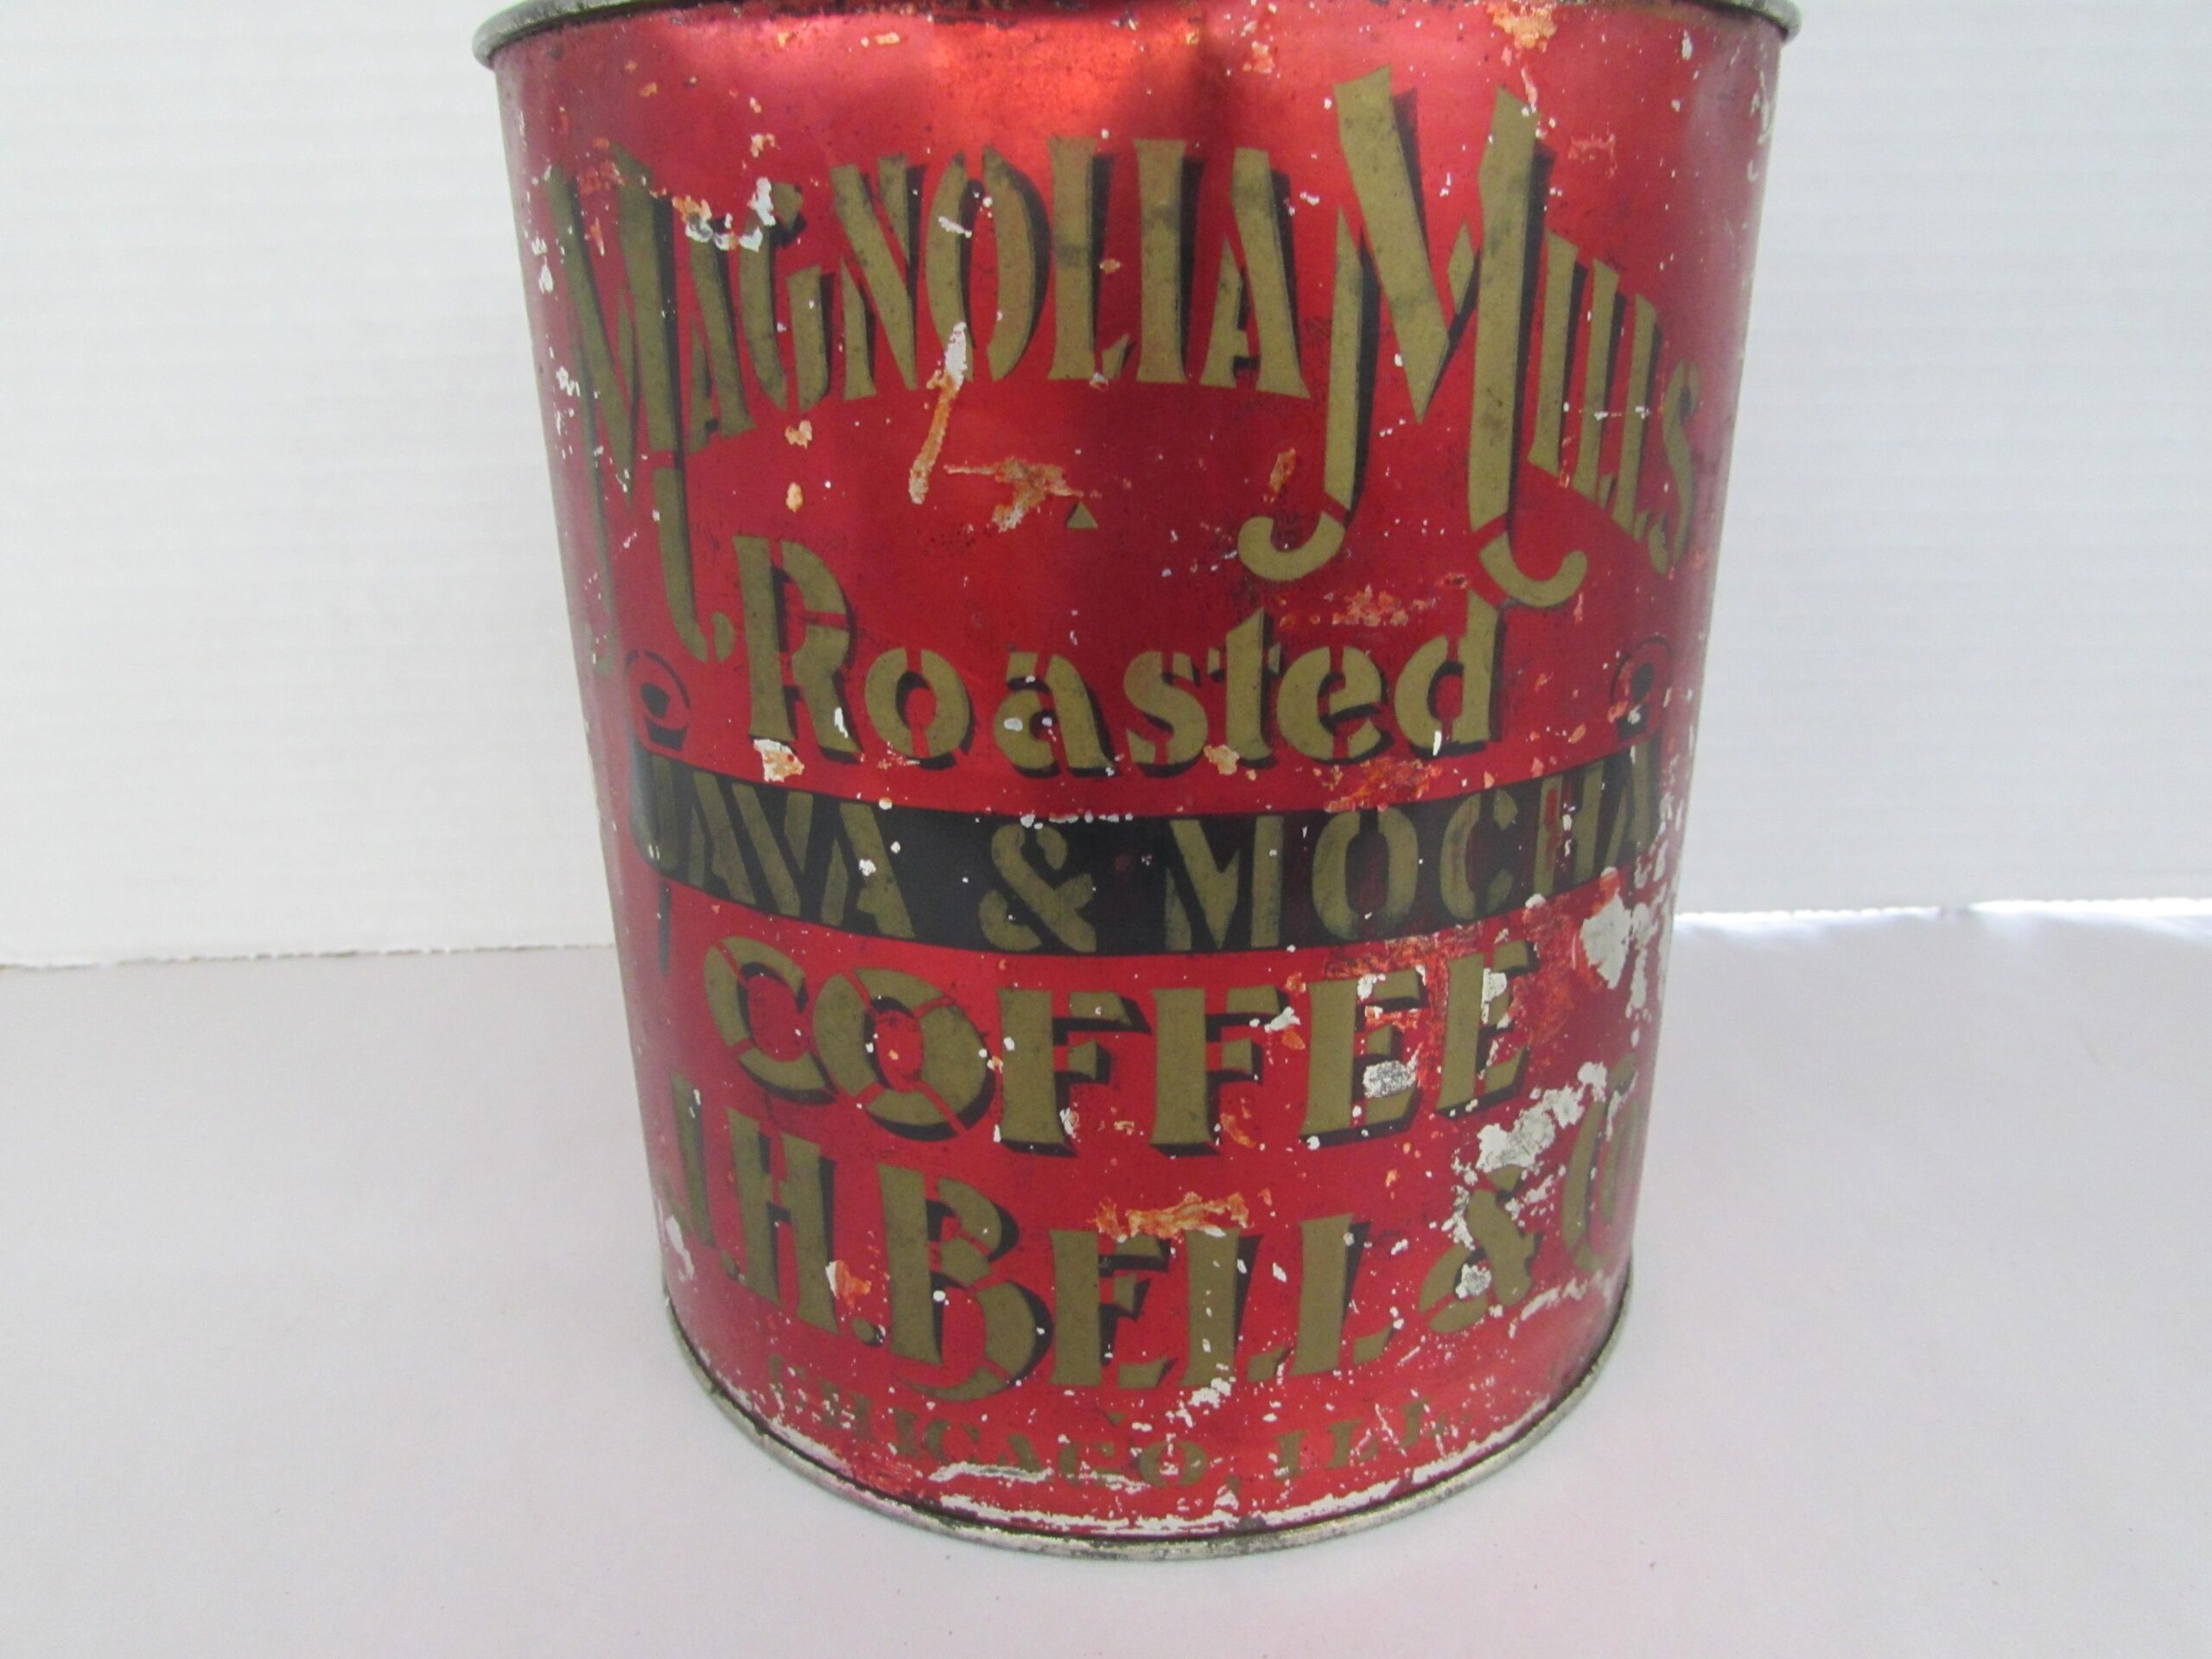 MAGNOLIA MILLS
Roasted
JAVA & MOCHA
COFFEE
J.H. BELL & Co
CHICAGO, ILL.